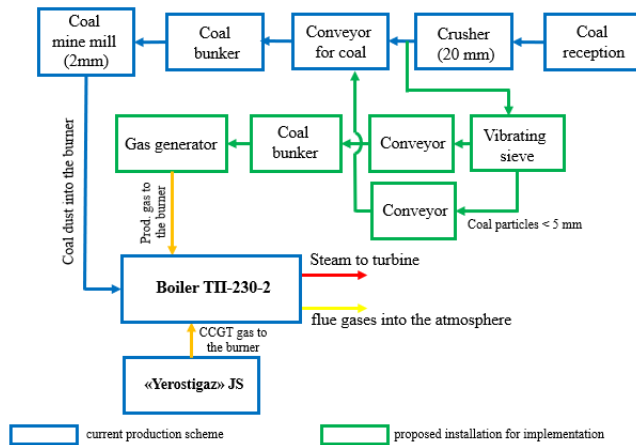 Coal
mine mill
(2mm)
Coal
bunker
Conveyor
for coal
Crusher
(20 mm)
Coal
reception
Gas generator
Coal
bunker
Conveyor
Vibrating
sieve
Conveyor
Coal particles < 5 mm
Coal dust into the burner
Prod. gas to
the burner
Boiler ТП-230-2
Steam to turbine
flue gases into the atmosphere
CCGT gas to
the burner
«Yerostigaz» JS
current production scheme
proposed installation for implementation